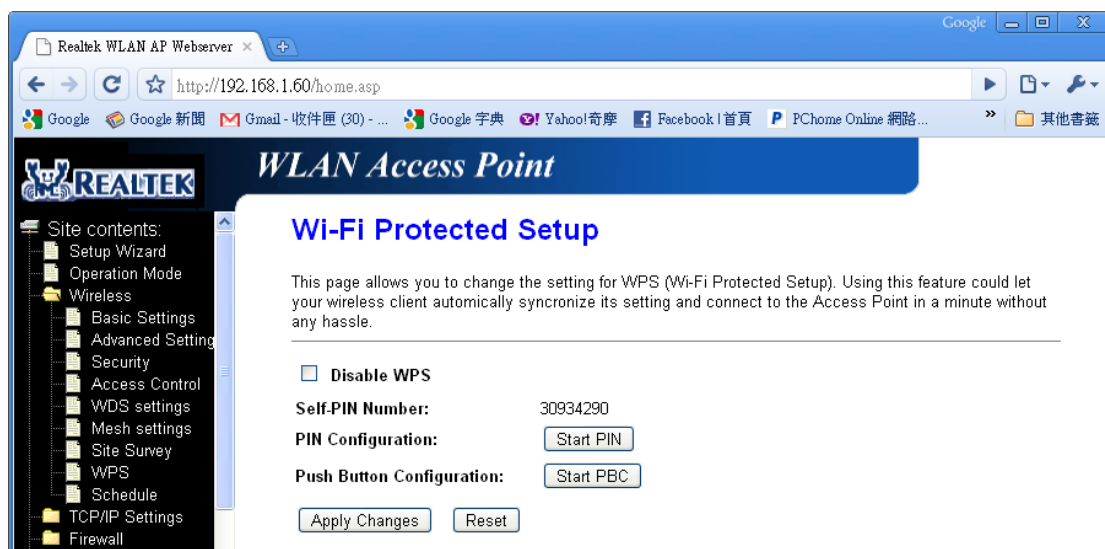 Google
Realtek WLAN AP Webserver
http://192.168.1.60/home.asp
Google
Google 新聞
Gmail - 收件匣 (30) - ...
Google 字典
Yahoo!奇摩
Facebook | 首頁
PChome Online 網路...
»
其他書籤
REALTEK
WLAN Access Point
Site contents:
Setup Wizard
Operation Mode
Wireless
Basic Settings
Advanced Setting
Security
Access Control
WDS settings
Mesh settings
Site Survey
WPS
Schedule
TCP/IP Settings
Firewall
Wi-Fi Protected Setup
This page allows you to change the setting for WPS (Wi-Fi Protected Setup). Using this feature could let
your wireless client automically syncronize its setting and connect to the Access Point in a minute without
any hassle.
Disable WPS
Self-PIN Number: 30934290
PIN Configuration: Start PIN
Push Button Configuration: Start PBC
Apply Changes Reset